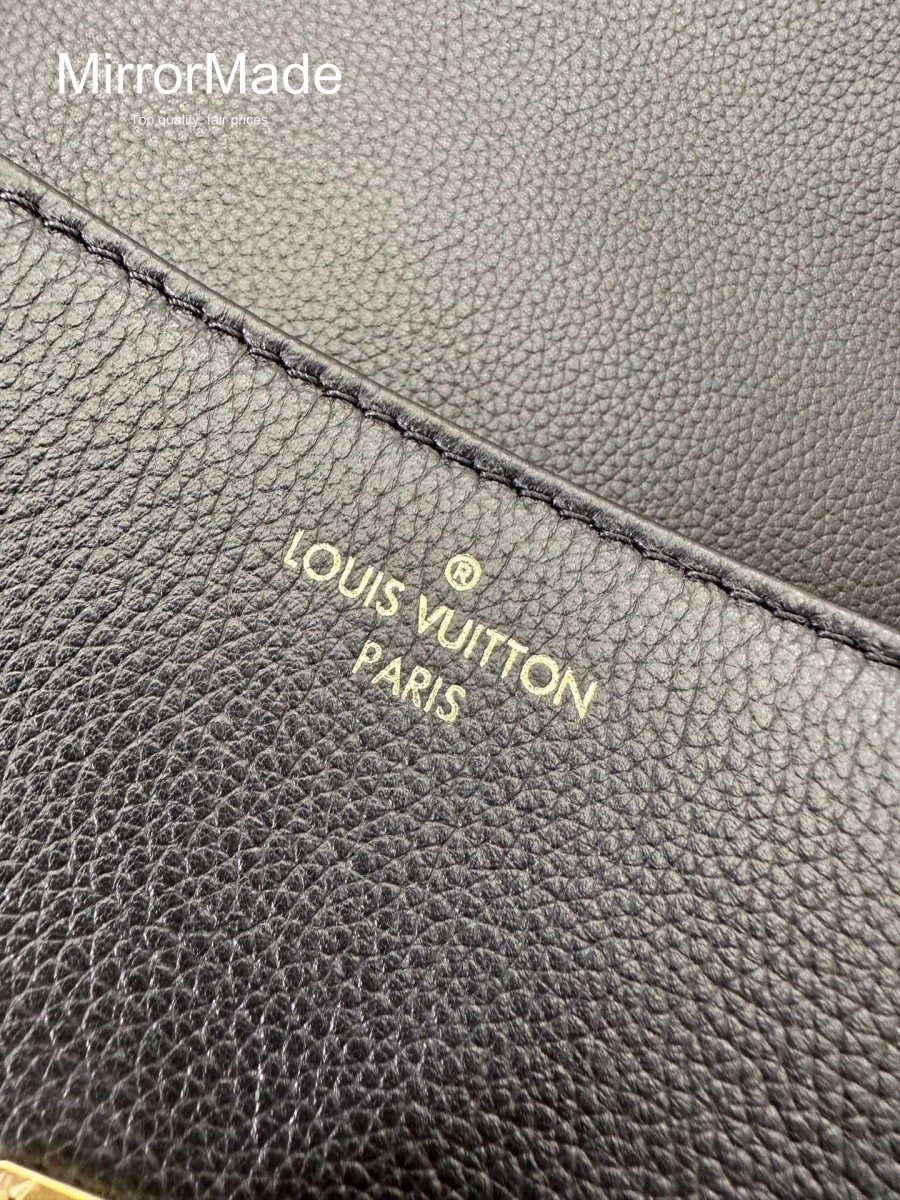 MirrorMade
Top quality, fair prices
®
LOUIS VUITTON
PARIS